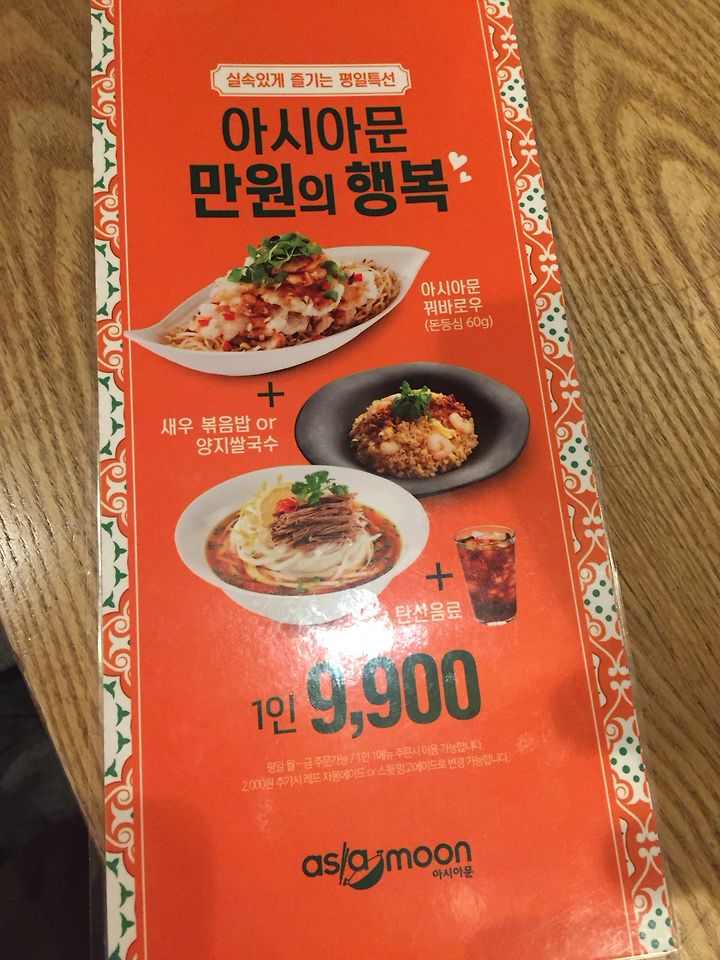 실속있게 즐기는 평일특선
아시아문
만원의 행복
아시아문
꿔바로우
(돈등심 60g)
+
새우 볶음밥 or
양지쌀국수
+
탄산음료
1인 9,900
평일 월-금 주문가능 / 1인 1메뉴 주문시 이용 가능합니다.
2,000원 추가시 레드 자몽에이드 or 스윗 망고에이드로 변경 가능합니다.
asia moon
아시아문